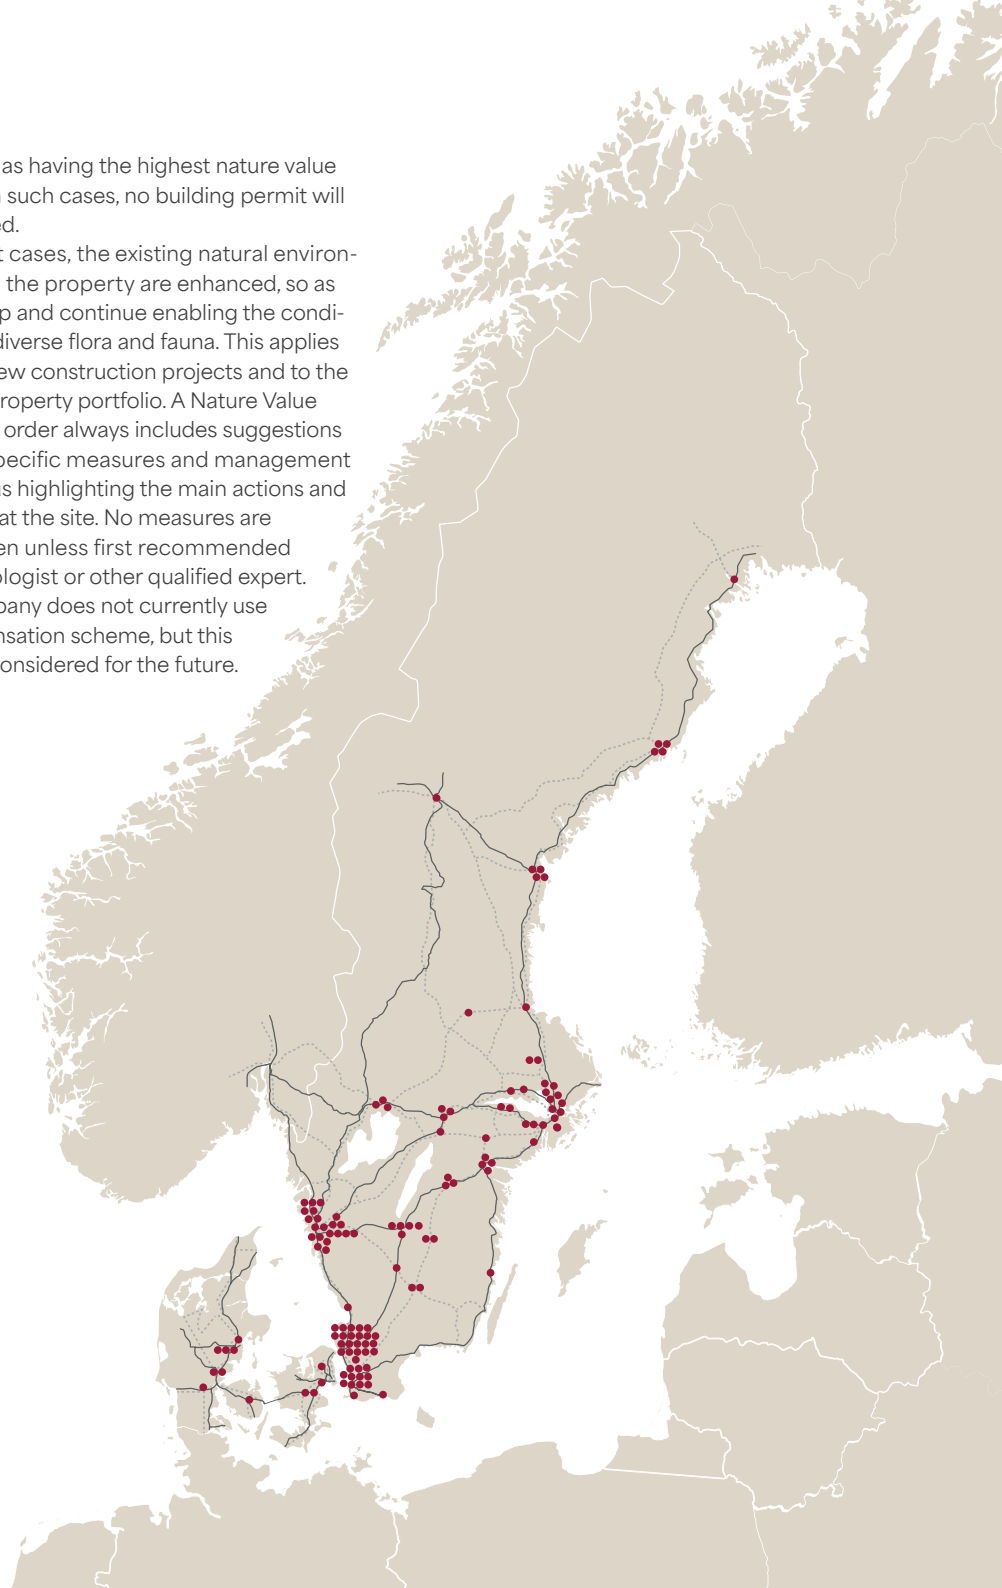 as having the highest nature value
such cases, no building permit will
cases, the existing natural environ-
the property are enhanced, so as
and continue enabling the condi-
diverse flora and fauna. This applies
ew construction projects and to the
roperty portfolio. A Nature Value
order always includes suggestions
pecific measures and management
s highlighting the main actions and
at the site. No measures are
en unless first recommended
ologist or other qualified expert.
pany does not currently use
nsation scheme, but this
onsidered for the future.